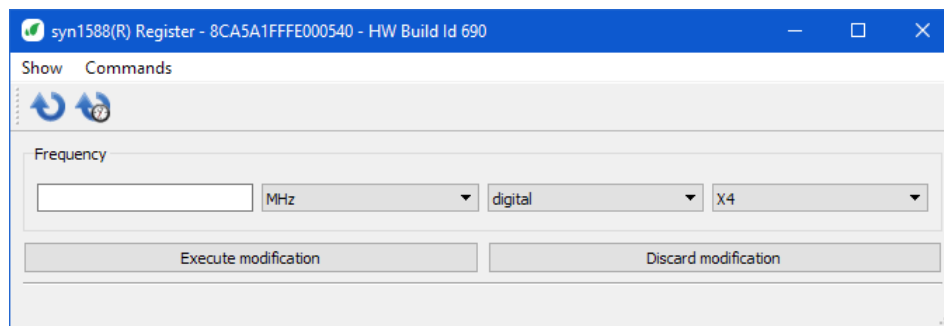 syn1588(R) Register - 8CA5A1FFFE000540 - HW Build Id 690
Show Commands
Frequency
MHz digital X4
Execute modification Discard modification